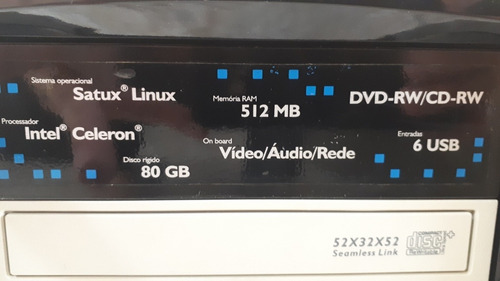 Sistema operacional
Satux® Linux
Memória RAM
512 MB
DVD-RW/CD-RW
Processador
Intel® Celeron®
Disco rígido
80 GB
On board
Vídeo/Áudio/Rede
Entradas
6 USB
52X32X52
Seamless Link
disc+